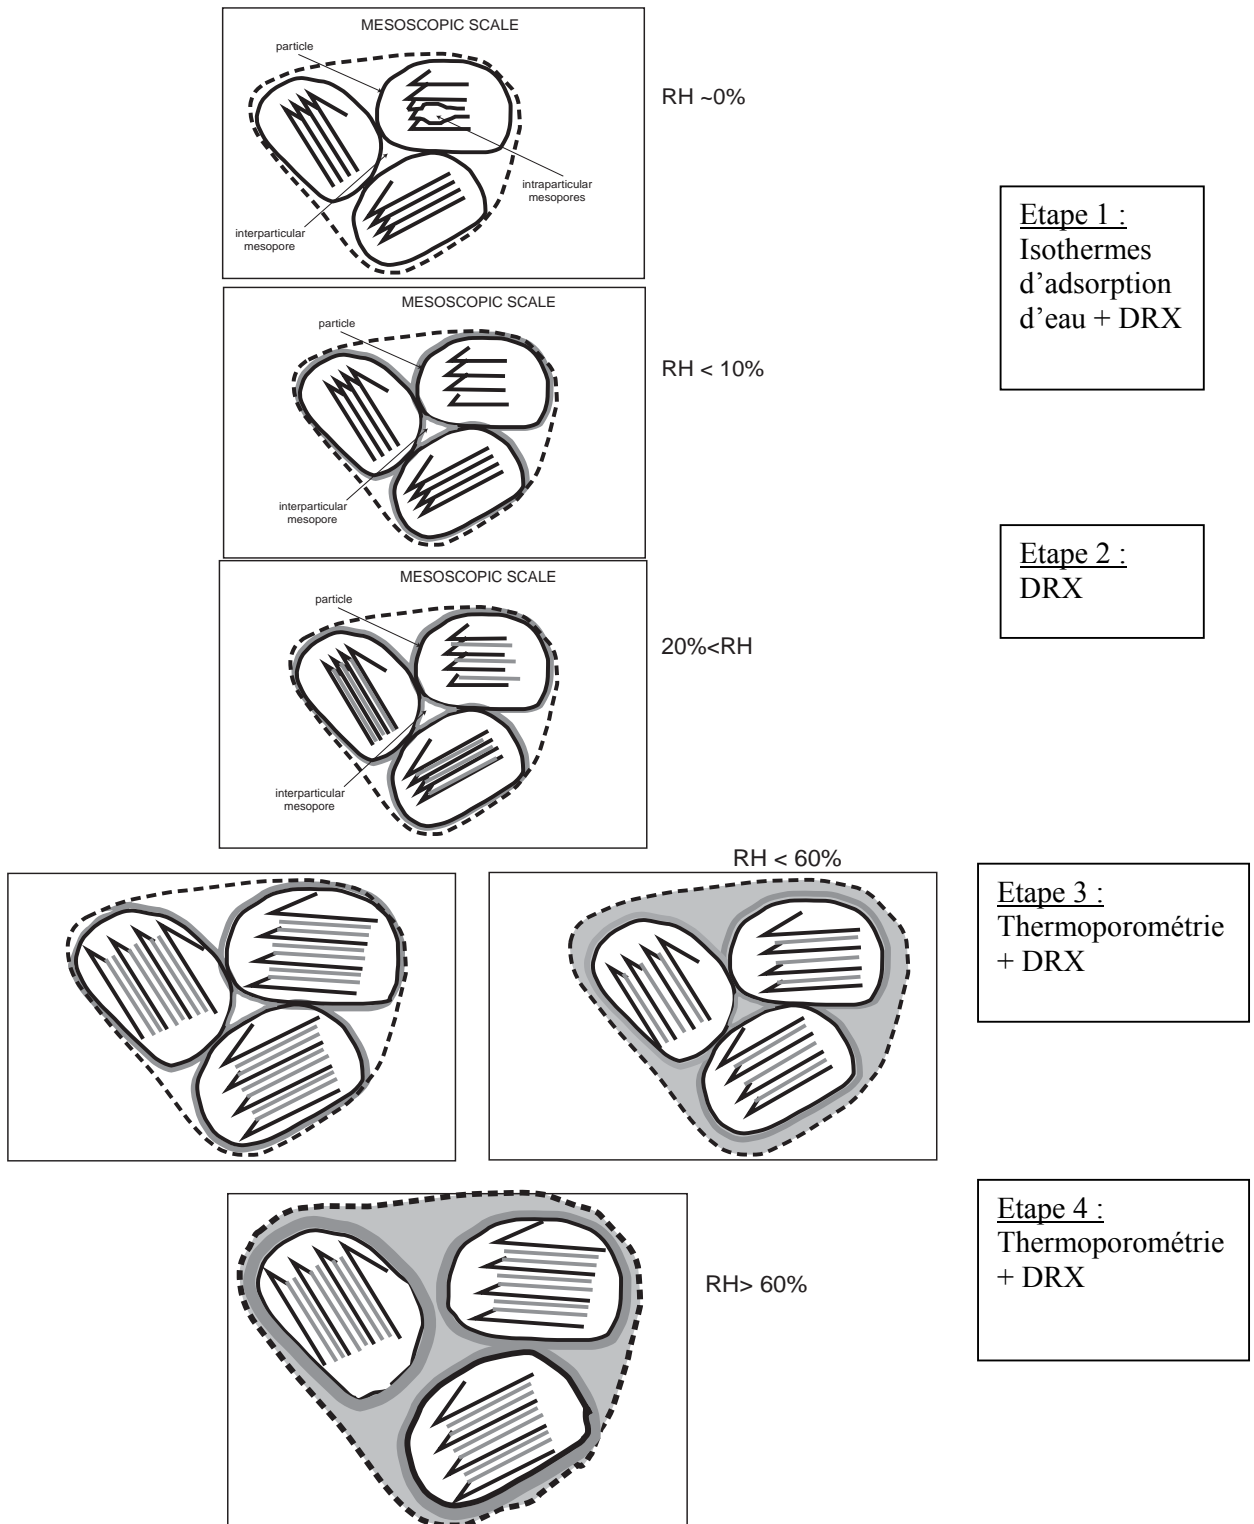 MESOSCOPIC SCALE
particle
RH ~0%
intraparticular
mesopores
interparticular
mesopore
Etape 1 :
Isothermes
d’adsorption
d’eau + DRX
MESOSCOPIC SCALE
particle
RH < 10%
interparticular
mesopore
Etape 2 :
DRX
MESOSCOPIC SCALE
particle
20%<RH
interparticular
mesopore
RH < 60%
Etape 3 :
Thermoporométrie
+ DRX
Etape 4 :
Thermoporométrie
+ DRX
RH> 60%